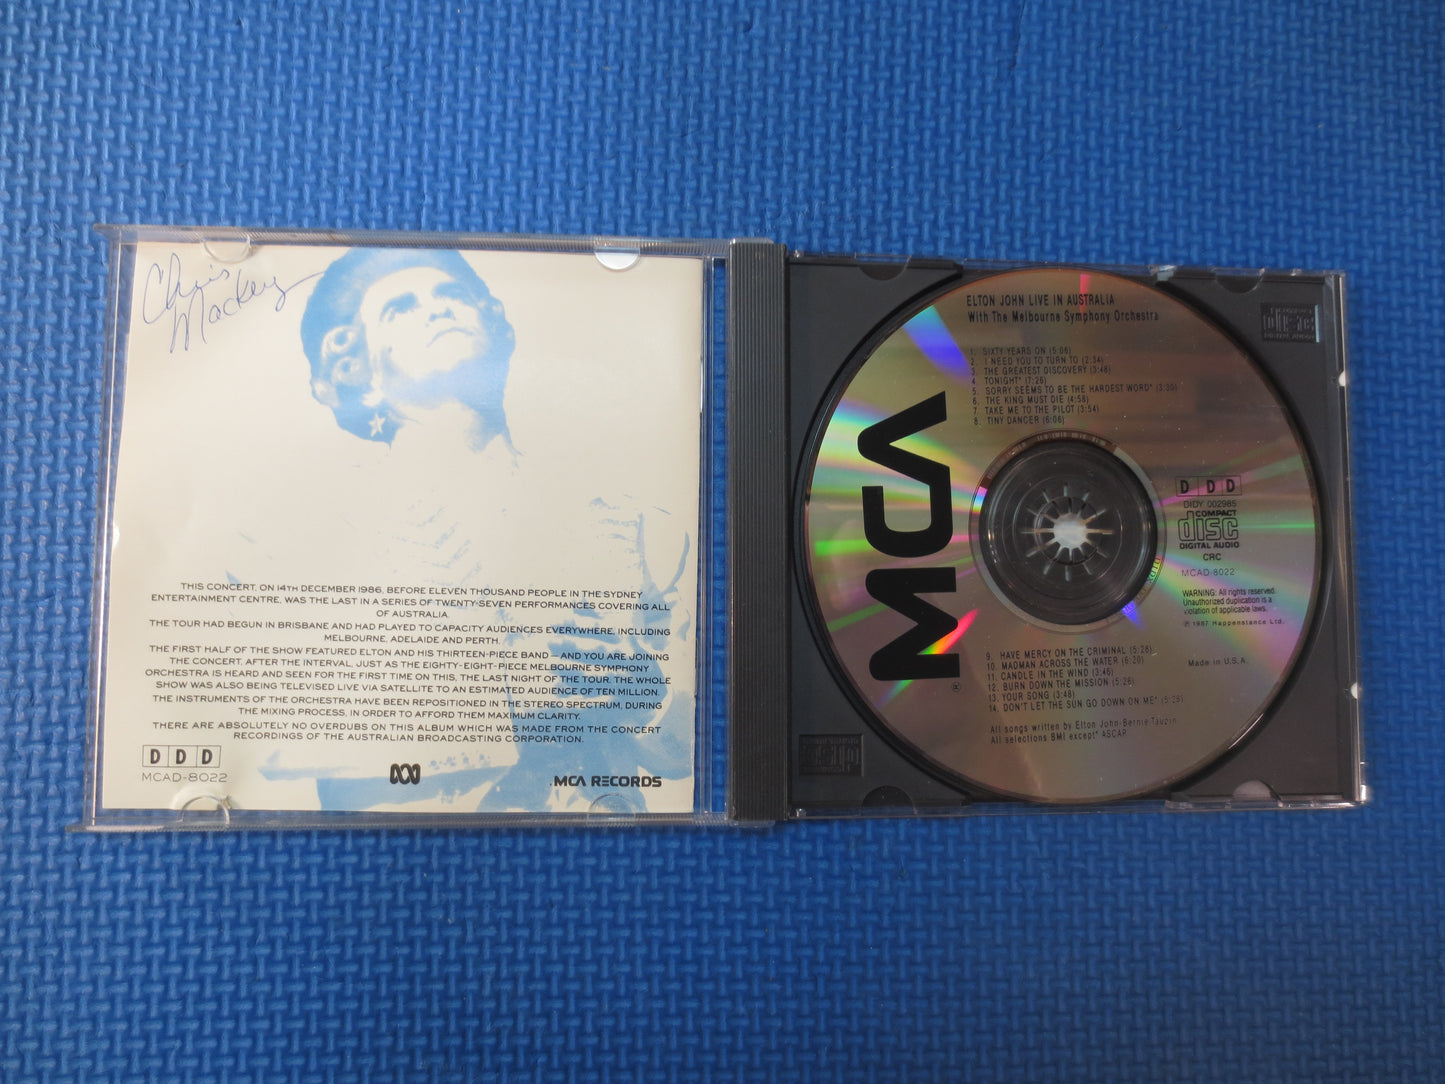 Chris
Mackey
THIS CONCERT, ON 14TH DECEMBER 1986, BEFORE ELEVEN THOUSAND PEOPLE IN THE SYDNEY
ENTERTAINMENT CENTRE, WAS THE LAST IN A SERIES OF TWENTY-SEVEN PERFORMANCES COVERING ALL
OF AUSTRALIA.
THE TOUR HAD BEGUN IN BRISBANE AND HAD PLAYED TO CAPACITY AUDIENCES EVERYWHERE, INCLUDING
MELBOURNE, ADELAIDE AND PERTH.
THE FIRST HALF OF THE SHOW FEATURED ELTON AND HIS THIRTEEN-PIECE BAND — AND YOU ARE JOINING
THE CONCERT, AFTER THE INTERVAL, JUST AS THE EIGHTY-EIGHT-PIECE MELBOURNE SYMPHONY
ORCHESTRA IS HEARD AND SEEN FOR THE FIRST TIME ON THIS, THE LAST NIGHT OF THE TOUR. THE WHOLE
SHOW WAS ALSO BEING TELEVISED LIVE VIA SATELLITE TO AN ESTIMATED AUDIENCE OF TEN MILLION.
THE INSTRUMENTS OF THE ORCHESTRA HAVE BEEN REPOSITIONED IN THE STEREO SPECTRUM, DURING
THE MIXING PROCESS, IN ORDER TO AFFORD THEM MAXIMUM CLARITY.
THERE ARE ABSOLUTELY NO OVERDUBS ON THIS ALBUM WHICH WAS MADE FROM THE CONCERT
RECORDINGS OF THE AUSTRALIAN BROADCASTING CORPORATION.
D D D
MCAD-8022
MCA RECORDS
ELTON JOHN LIVE IN AUSTRALIA
With The Melbourne Symphony Orchestra
1. SIXTY YEARS ON (5:06)
2. I NEED YOU TO TURN TO (2:34)
3. THE GREATEST DISCOVERY (3:48)
4. TONIGHT* (7:26)
5. SORRY SEEMS TO BE THE HARDEST WORD* (3:30)
6. THE KING MUST DIE (4:58)
7. TAKE ME TO THE PILOT (3:54)
8. TINY DANCER (6:06)
MCA
®
D D D
DIDY 002985
COMPACT
disc
DIGITAL AUDIO
CRC
MCAD-8022
WARNING: All rights reserved.
Unauthorized duplication is a
violation of applicable laws.
℗ 1987 Happenstance Ltd.
Made in U.S.A.
9. HAVE MERCY ON THE CRIMINAL (5:28)
10. MADMAN ACROSS THE WATER (6:20)
11. CANDLE IN THE WIND (3:46)
12. BURN DOWN THE MISSION (5:26)
13. YOUR SONG (3:48)
14. DON'T LET THE SUN GO DOWN ON ME* (5:29)
All songs written by Elton John-Bernie Taupin
All selections BMI except* ASCAP
disc